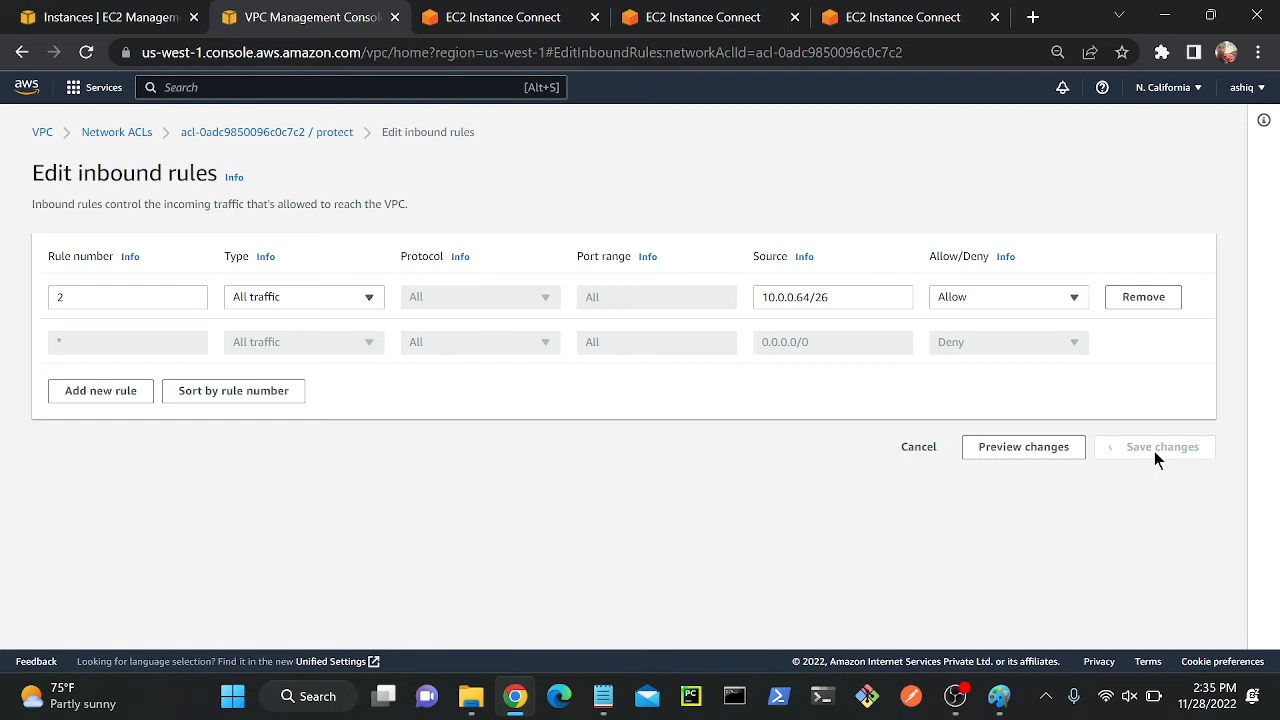 Instances | EC2 Managem
VPC Management Consol
EC2 Instance Connect
EC2 Instance Connect
EC2 Instance Connect
us-west-1.console.aws.amazon.com/vpc/home?region=us-west-1#EditInboundRules:networkAclId=acl-0adc9850096c0c7c2
aws
Services
Search
[Alt+S]
N. California
ashiq
VPC
Network ACLs
acl-0adc9850096c0c7c2 / protect
Edit inbound rules
Edit inbound rules Info
Inbound rules control the incoming traffic that's allowed to reach the VPC.
Rule number Info Type Info Protocol Info Port range Info Source Info Allow/Deny Info
2 All traffic All All 10.0.0.64/26 Allow Remove
* All traffic All All 0.0.0.0/0 Deny
Add new rule Sort by rule number
Cancel Preview changes Save changes
Feedback Looking for language selection? Find it in the new Unified Settings © 2022, Amazon Internet Services Private Ltd. or its affiliates. Privacy Terms Cookie preferences
75°F
Partly sunny
Search
PC
2:35 PM
11/28/2022